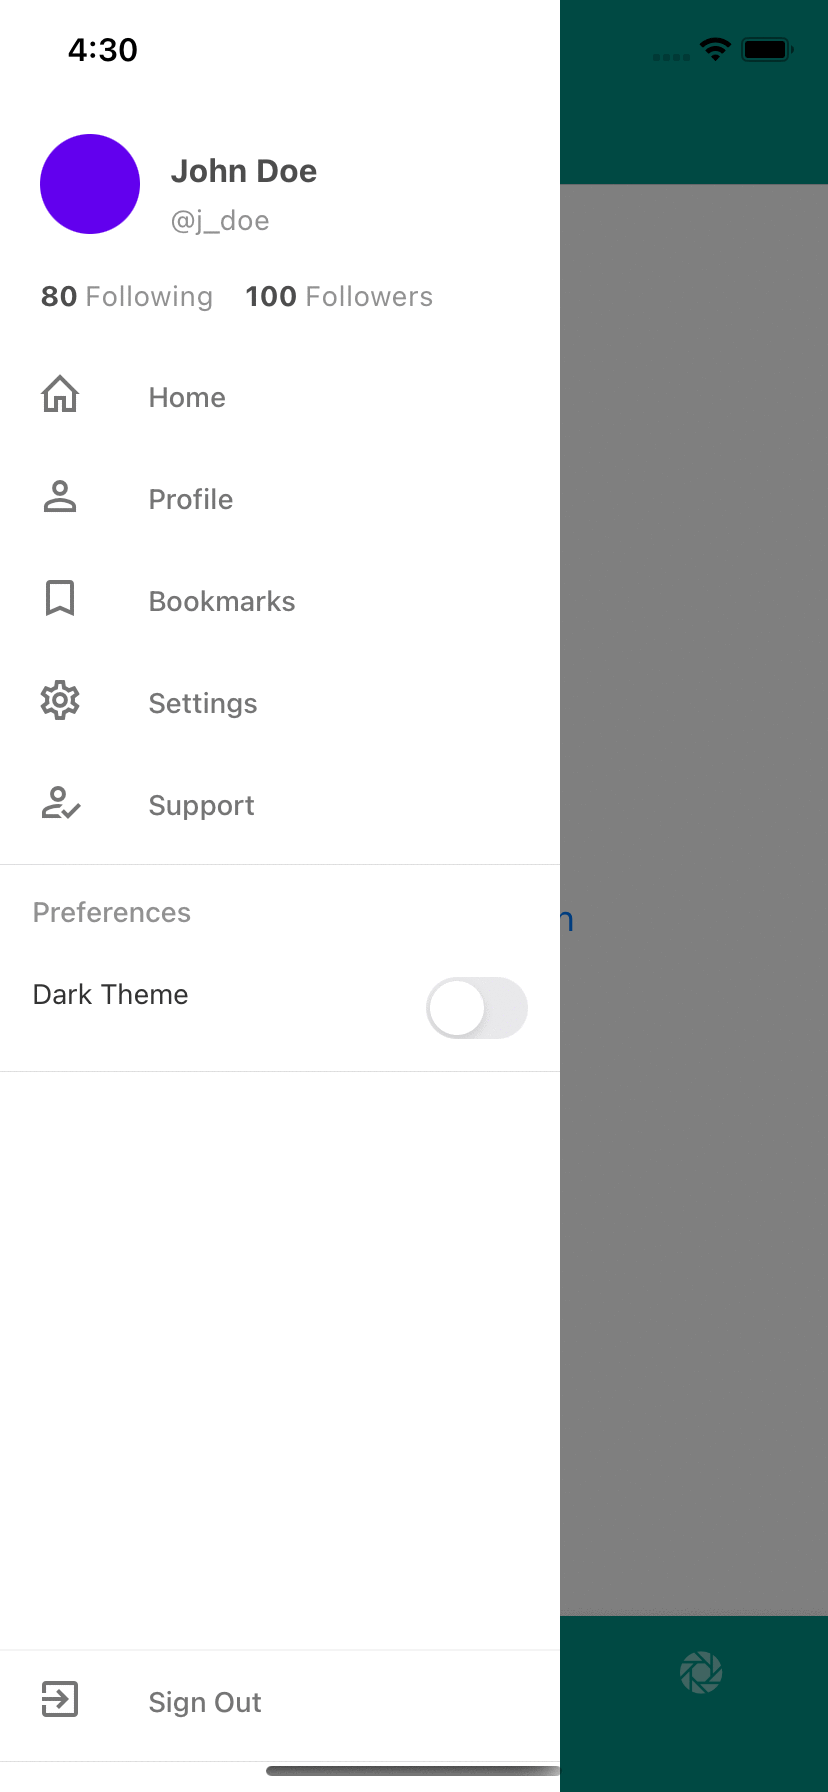 4:30
John Doe
@j_doe
80 Following 100 Followers
Home
Profile
Bookmarks
Settings
Support
Preferences
Dark Theme
Sign Out